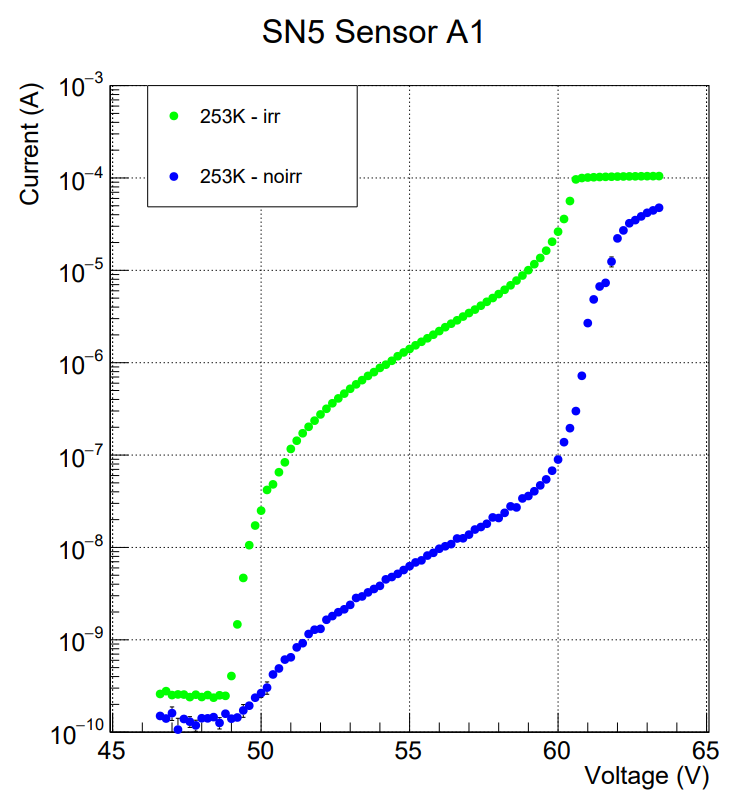 SN5 Sensor A1
Current (A)
10⁻³
253K - irr
253K - noirr
10⁻⁴
10⁻⁵
10⁻⁶
10⁻⁷
10⁻⁸
10⁻⁹
10⁻¹⁰
45 50 55 60 65
Voltage (V)